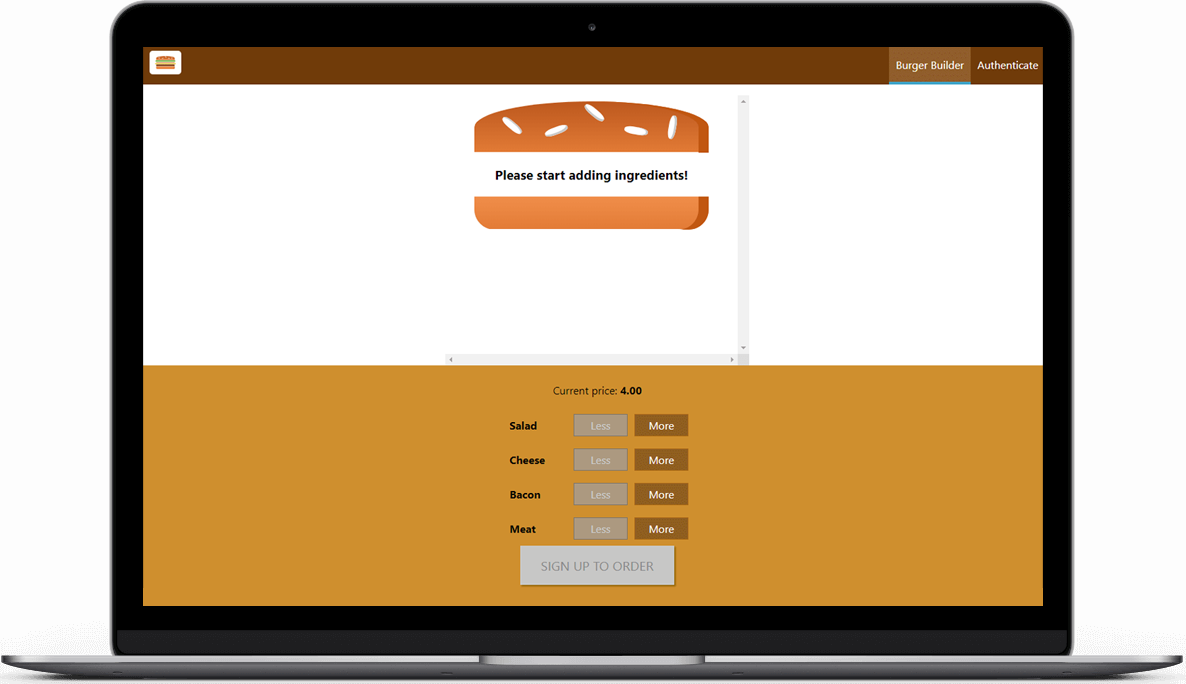 Burger Builder Authenticate
Please start adding ingredients!
Current price: 4.00
Salad Less More
Cheese Less More
Bacon Less More
Meat Less More
SIGN UP TO ORDER